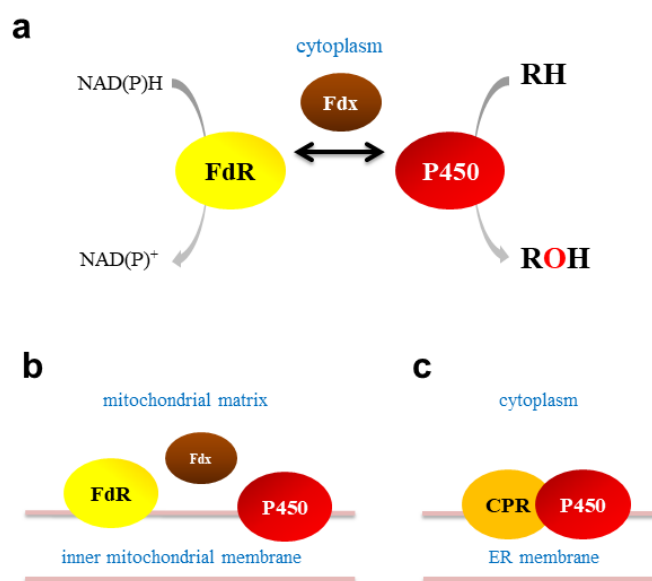 a
cytoplasm
NAD(P)H
RH
Fdx
FdR
P450
NAD(P)⁺
ROH
b
c
mitochondrial matrix
cytoplasm
Fdx
FdR
P450
CPR
P450
inner mitochondrial membrane
ER membrane